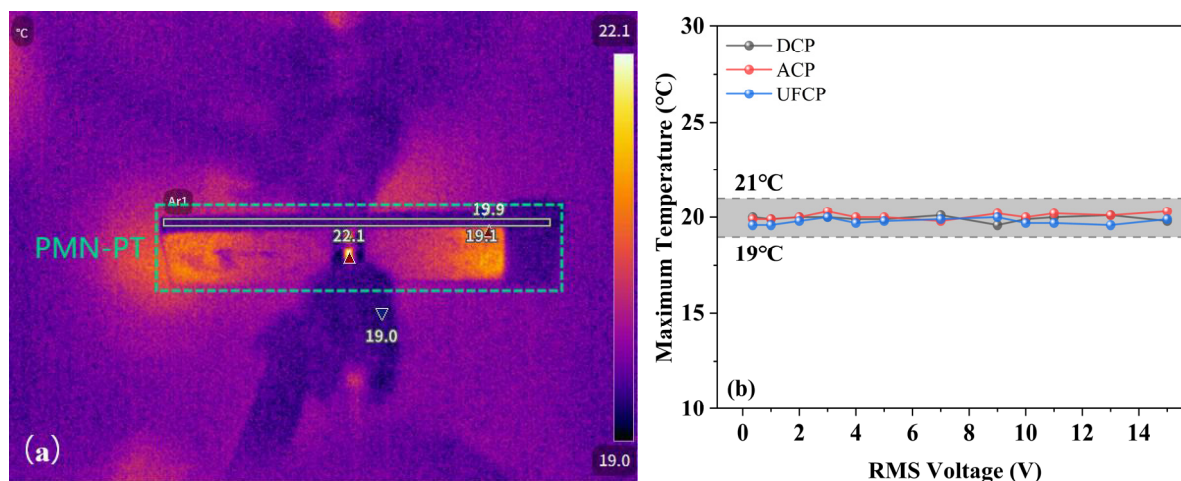 °C
22.1
Ar1
19.9
PMN-PT
22.1
19.1
19.0
(a)
19.0
30
25
20
15
10
Maximum Temperature (°C)
DCP
ACP
UFCP
21°C
19°C
(b)
0 2 4 6 8 10 12 14
RMS Voltage (V)